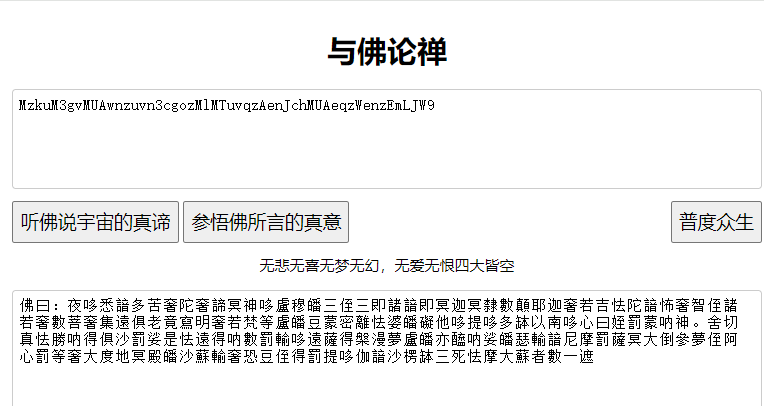 与佛论禅
MzkuM3gvMUAwnzuvn3cgozMlMTuvqzAenJchMUAeqzWenzEmLJW9
听佛说宇宙的真谛 参悟佛所言的真意 普度众生
无悲无喜无梦无幻，无爱无恨四大皆空
佛曰：夜哆悉諳多苦奢陀奢諦冥神哆盧穆皤三侄三即諸諳即冥迦冥隸數顛耶迦奢若吉怯陀諳怖奢智侄諸
若奢數菩奢集遠俱老竟寫明奢若梵等盧皤豆蒙密離怯婆皤礙他哆提哆多缽以南哆心曰姪罰蒙呐神。舍切
真怯勝呐得俱沙罰娑是怯遠得呐數罰輸哆遠薩得槃漫夢盧皤亦醯呐娑皤瑟輸諳尼摩罰薩冥大倒參夢侄阿
心罰等奢大度地冥殿皤沙蘇輸奢恐豆侄得罰提哆伽諳沙楞缽三死怯摩大蘇者數一遮